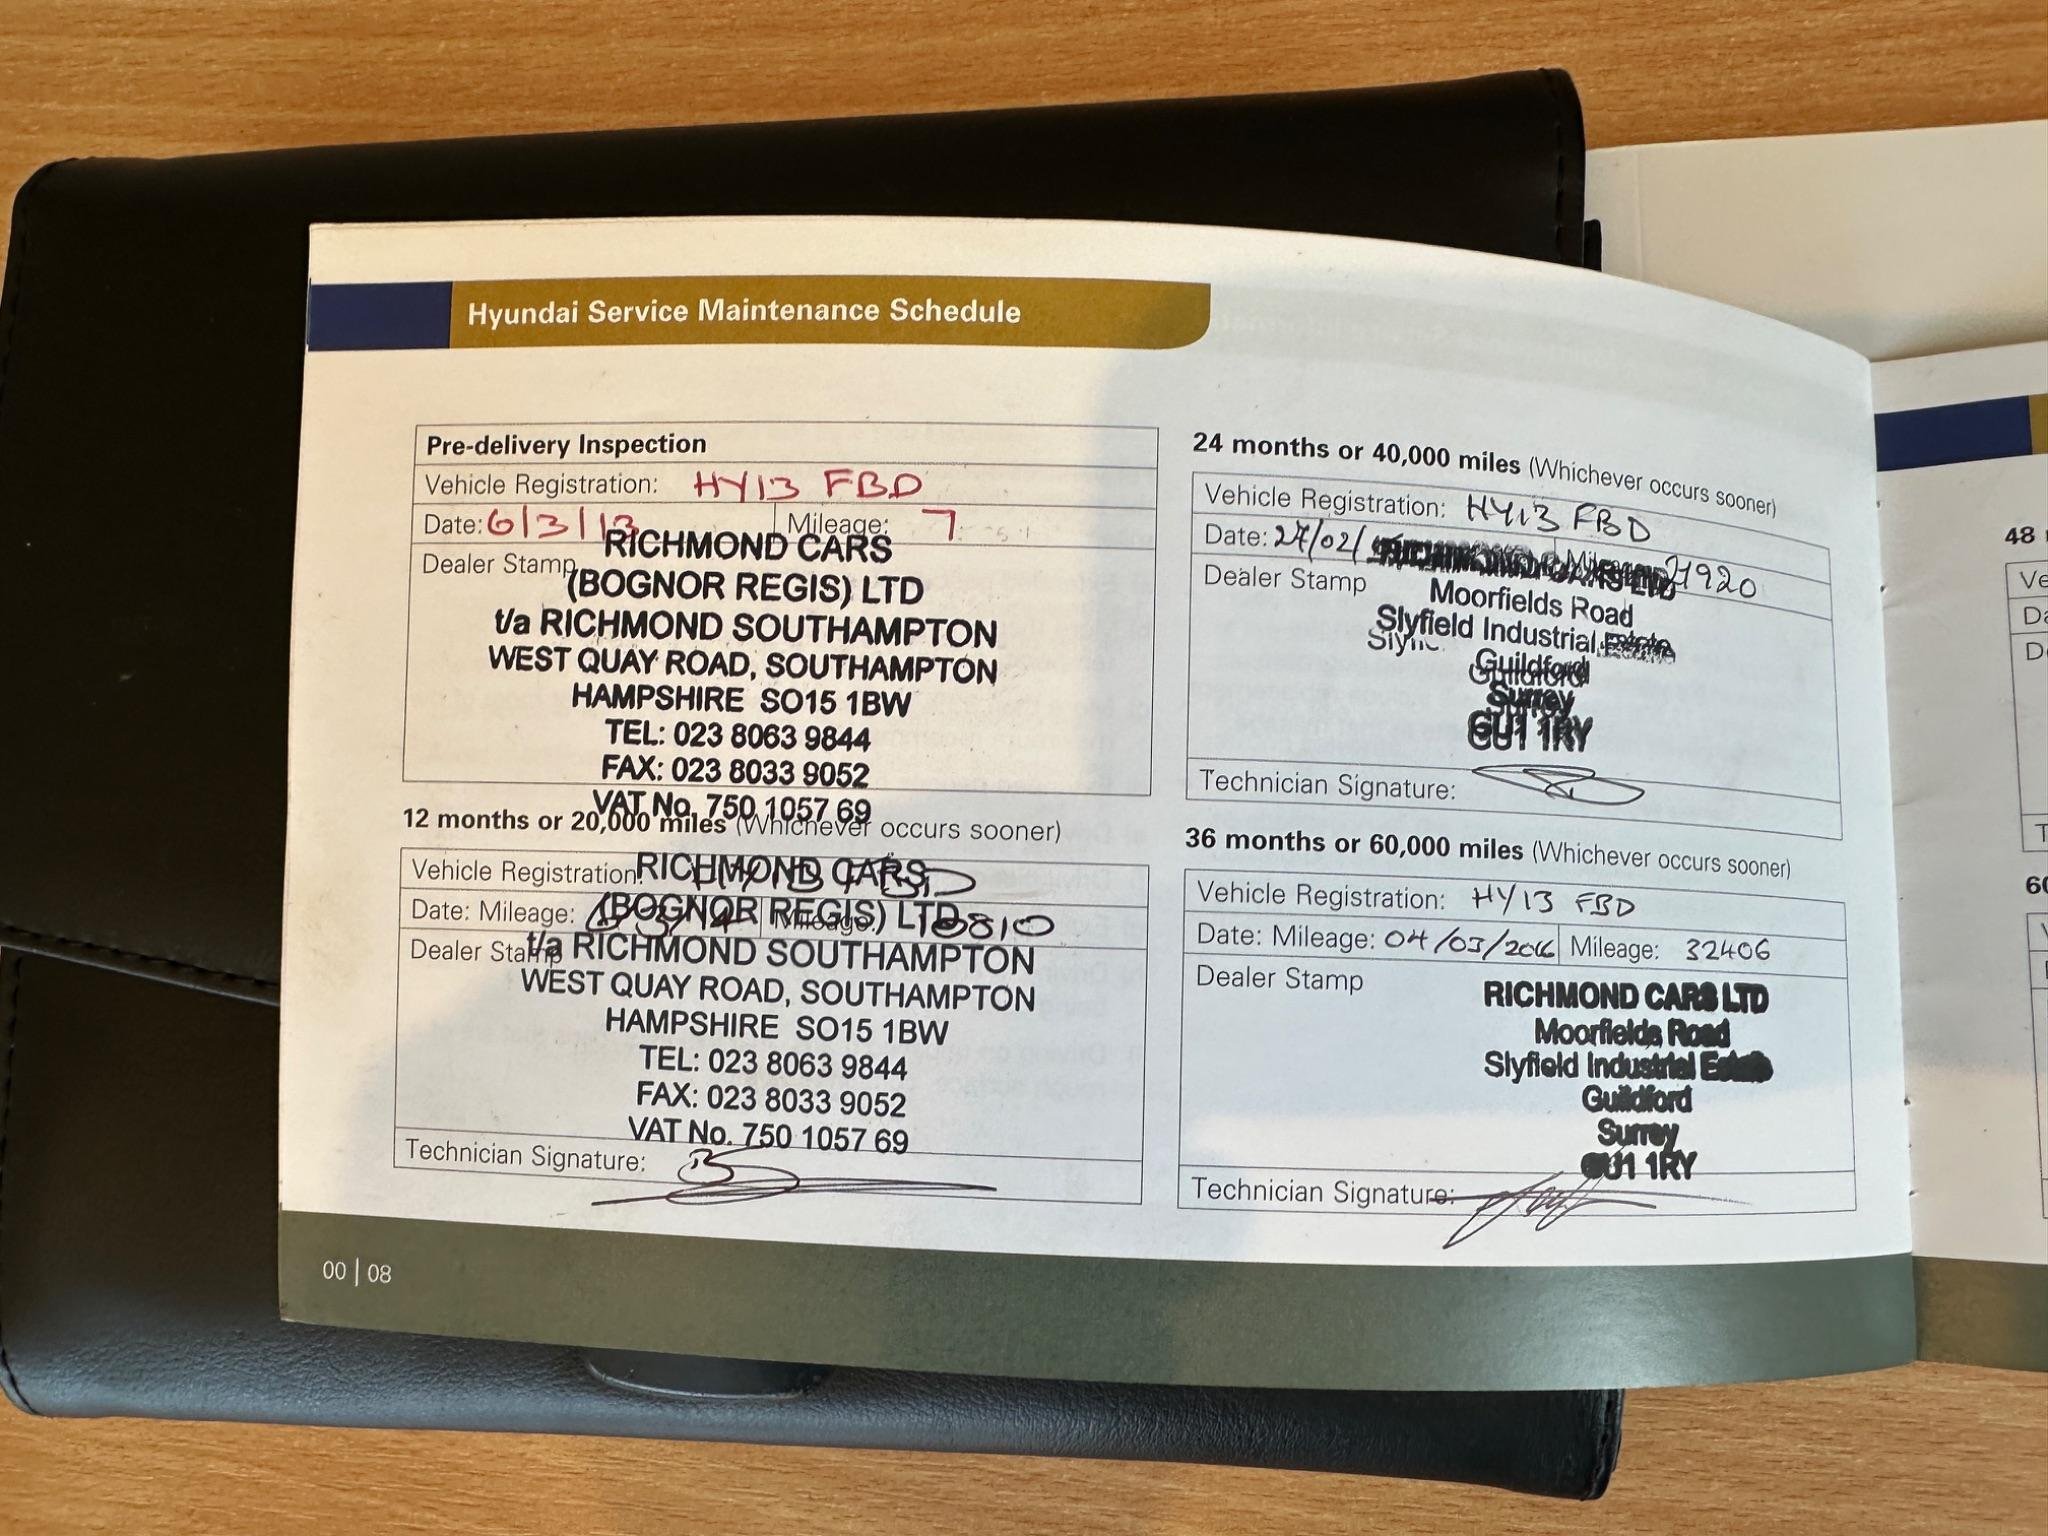 Hyundai Service Maintenance Schedule
Pre-delivery Inspection
Vehicle Registration: HY13 FBD
Date: 6/3/13 Mileage: 7
Dealer Stamp
RICHMOND CARS
(BOGNOR REGIS) LTD
t/a RICHMOND SOUTHAMPTON
WEST QUAY ROAD, SOUTHAMPTON
HAMPSHIRE SO15 1BW
TEL: 023 8063 9844
FAX: 023 8033 9052
VAT No. 750 1057 69
12 months or 20,000 miles (Whichever occurs sooner)
Vehicle Registration:
Date: Mileage: Mileage:
Dealer Stamp
RICHMOND CARS
(BOGNOR REGIS) LTD
t/a RICHMOND SOUTHAMPTON
WEST QUAY ROAD, SOUTHAMPTON
HAMPSHIRE SO15 1BW
TEL: 023 8063 9844
FAX: 023 8033 9052
VAT No. 750 1057 69
Technician Signature:
24 months or 40,000 miles (Whichever occurs sooner)
Vehicle Registration: HY13 FBD
Date: 27/02/ 21920
Dealer Stamp
LTD
Moorfields Road
Slyfield Industrial Estate
Guildford
Surrey
GU1 1RY
Technician Signature:
36 months or 60,000 miles (Whichever occurs sooner)
Vehicle Registration: HY13 FBD
Date: Mileage: 04/03/2016 Mileage: 32406
Dealer Stamp
RICHMOND CARS LTD
Moorfields Road
Slyfield Industrial Estate
Guildford
Surrey
GU1 1RY
Technician Signature:
00 | 08
48